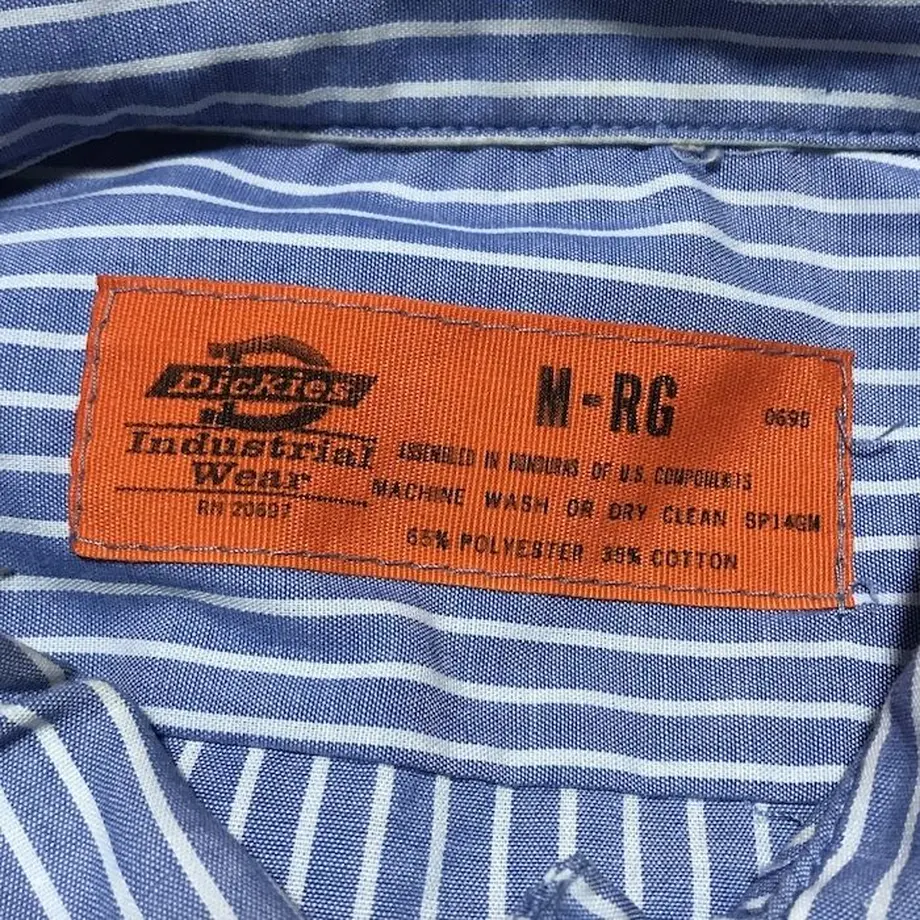 Dickies
Industrial
Wear
RN 20697
M-RG
0695
ASSEMBLED IN HONDURAS OF U.S. COMPONENTS
MACHINE WASH OR DRY CLEAN SP14GM
65% POLYESTER 35% COTTON